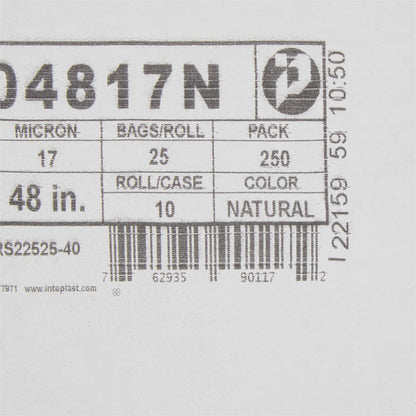 04817N
MICRON BAGS/ROLL PACK
17 25 250
48 in. ROLL/CASE COLOR
10 NATURAL
RS22525-40
7 62935 90117 2
7871 www.inteplast.com 88
I 22159 59 10:50